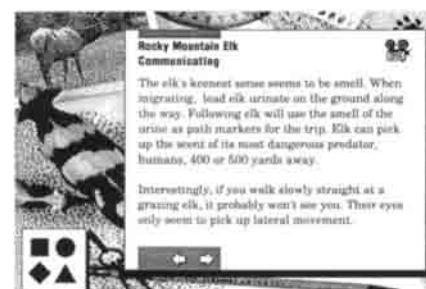 Rocky Mountain Elk
Communicating
The elk's keenest sense seems to be smell. When
migrating, lead elk urinate on the ground along
the way. Following elk will use the smell of the
urine as path markers for the trip. Elk can pick
up the scent of its most dangerous predator,
humans, 400 or 500 yards away.
Interestingly, if you walk slowly straight at a
grazing elk, it probably won't see you. Their eyes
only seem to pick up lateral movement.